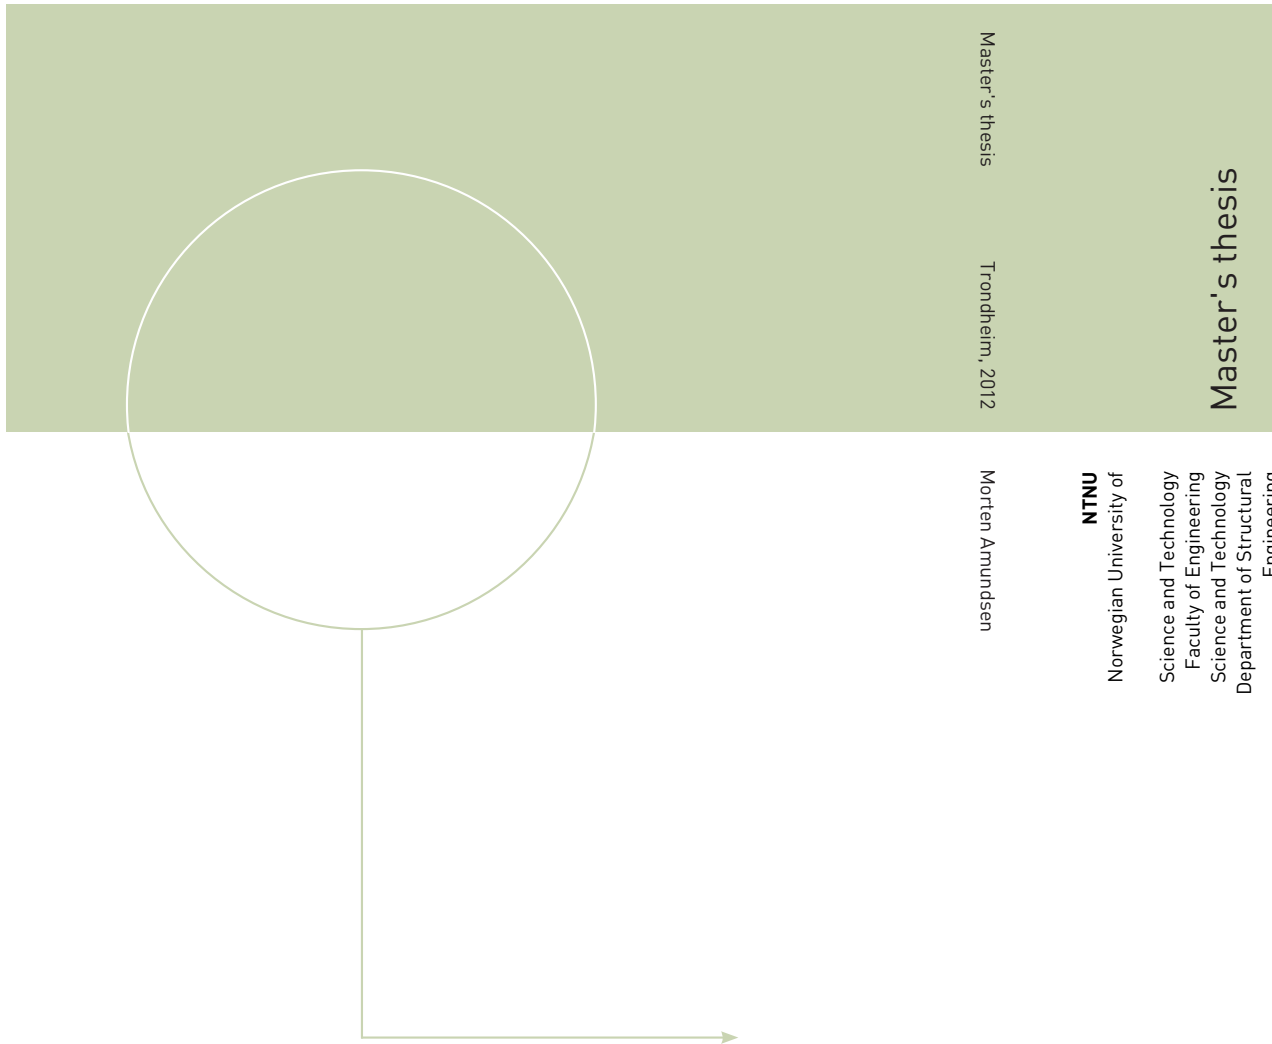 Master's thesis
Trondheim, 2012
Morten Amundsen
Master's thesis
NTNU
Norwegian University of
Science and Technology
Faculty of Engineering
Science and Technology
Department of Structural
Engineering